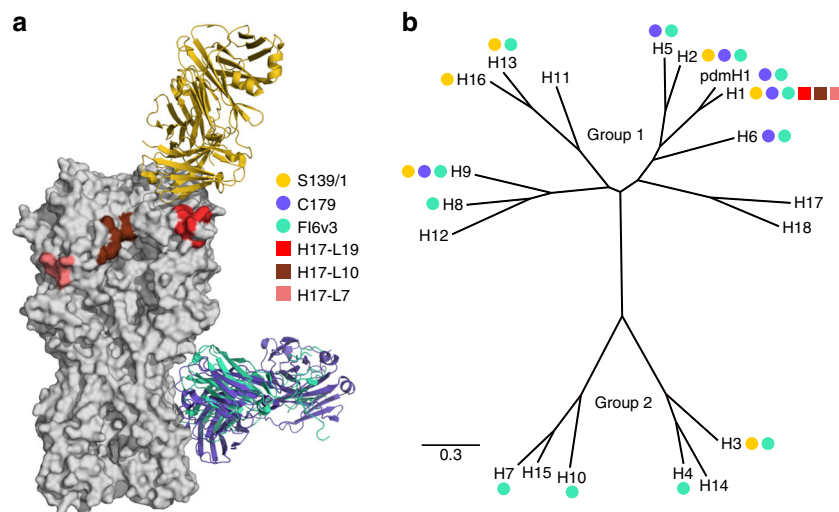 a
S139/1
C179
FI6v3
H17-L19
H17-L10
H17-L7
b
H5
H2
H13
pdmH1
H16
H11
H1
Group 1
H6
H9
H8
H17
H12
H18
Group 2
H3
0.3
H7
H15
H10
H4
H14